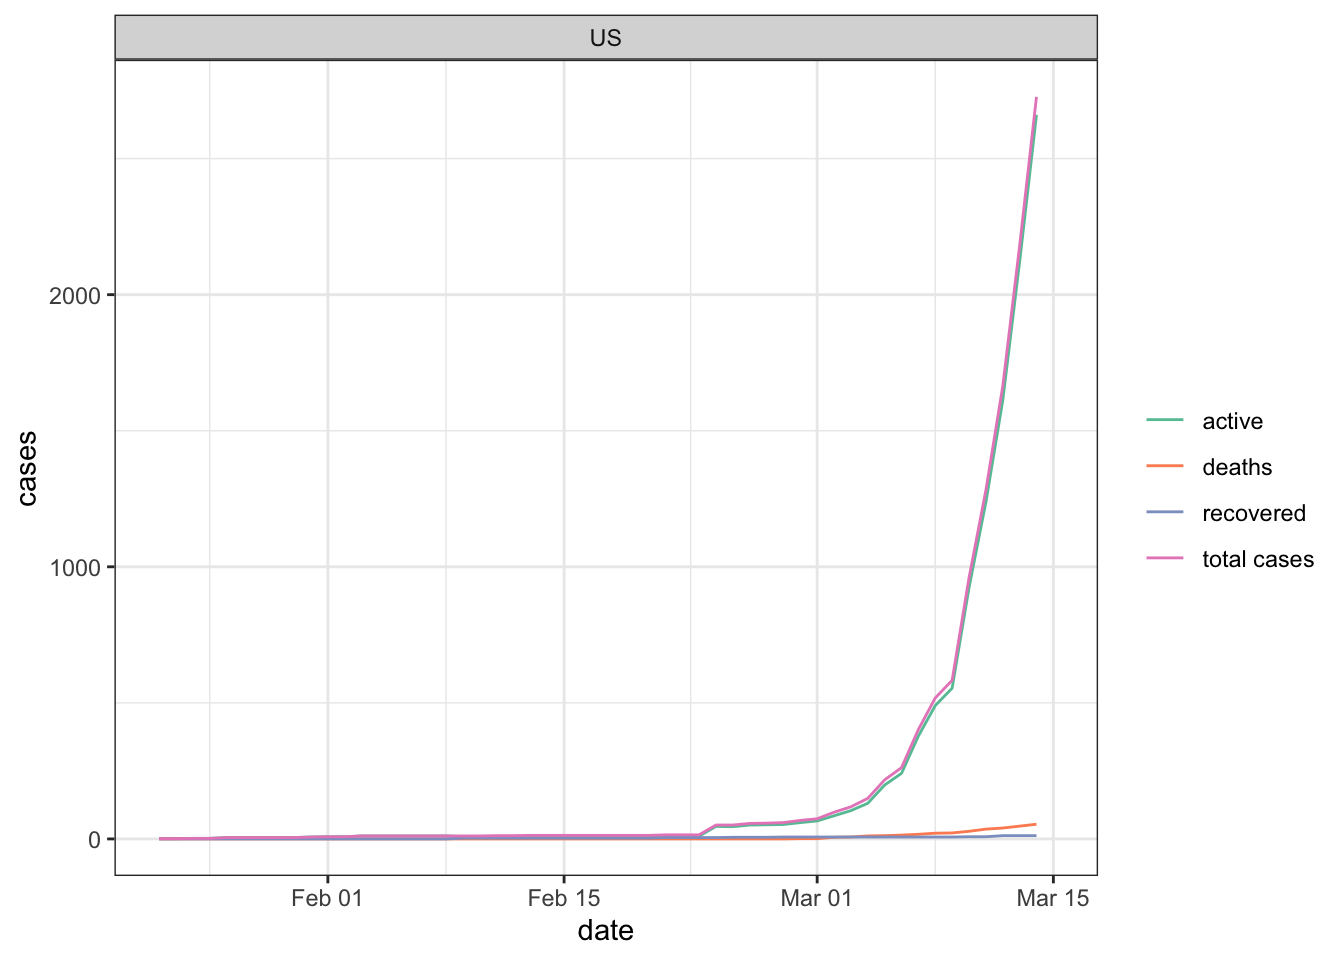 US
cases
2000
1000
0
Feb 01
Feb 15
Mar 01
Mar 15
date
active
deaths
recovered
total cases